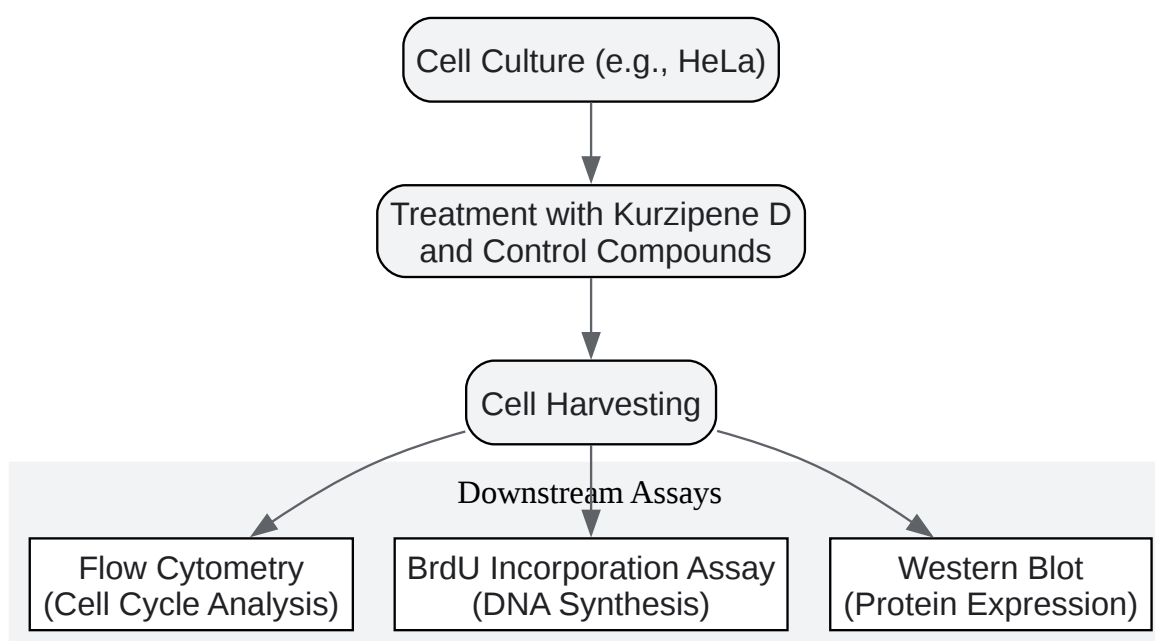 Cell Culture (e.g., HeLa)
Treatment with Kurzipene D
and Control Compounds
Cell Harvesting
Downstream Assays
Flow Cytometry
(Cell Cycle Analysis)
BrdU Incorporation Assay
(DNA Synthesis)
Western Blot
(Protein Expression)